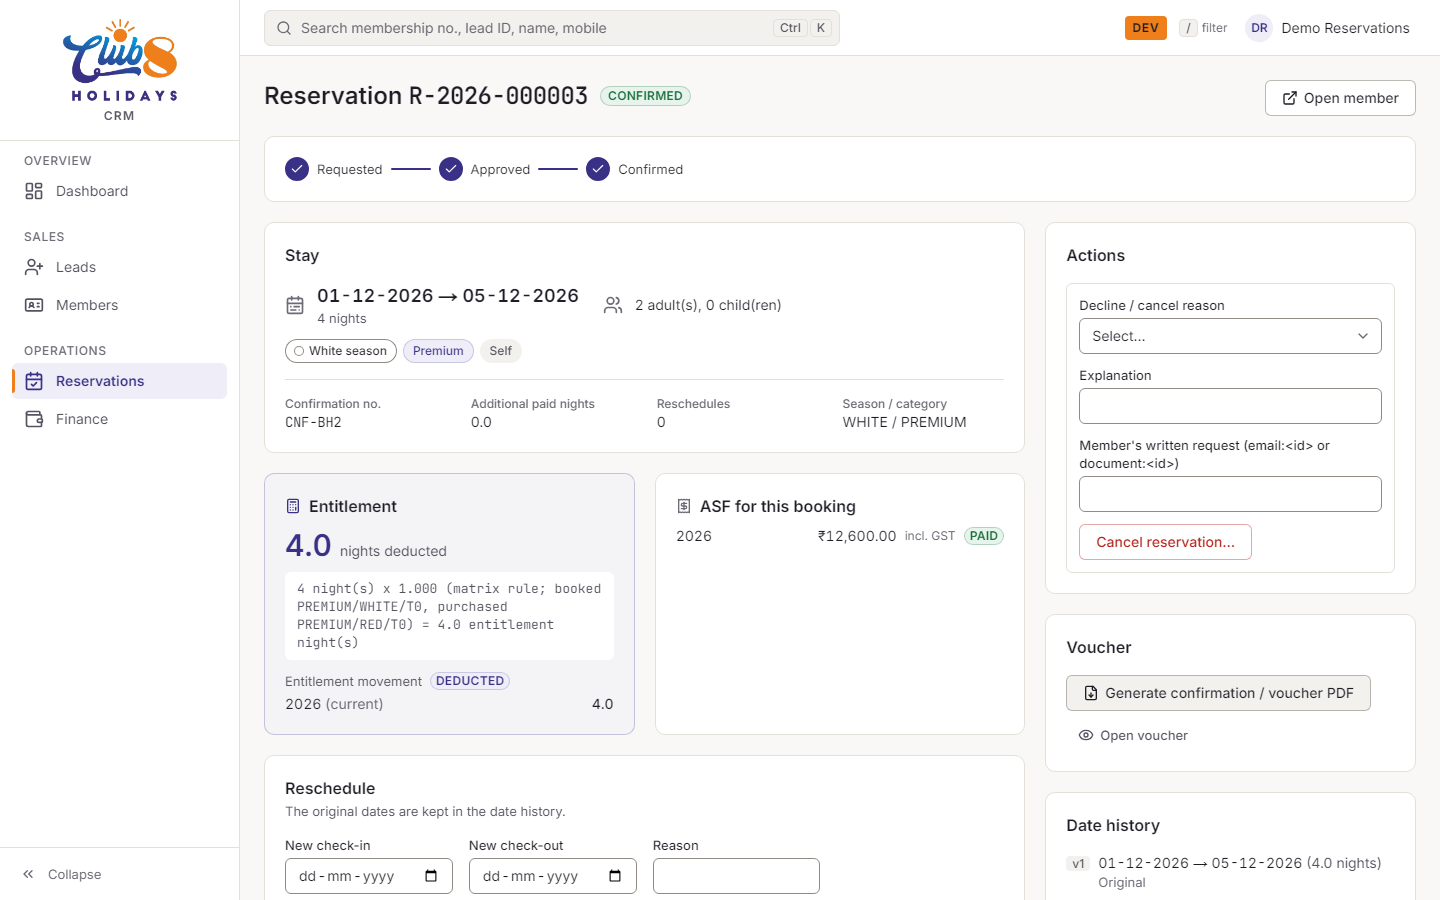 Club8
HOLIDAYS
CRM
OVERVIEW
Dashboard
SALES
Leads
Members
OPERATIONS
Reservations
Finance
Collapse
Search membership no., lead ID, name, mobile
Ctrl K
DEV
/ filter
DR Demo Reservations
Reservation R-2026-000003 CONFIRMED
Open member
Requested
Approved
Confirmed
Stay
01-12-2026 → 05-12-2026
4 nights
2 adult(s), 0 child(ren)
White season
Premium
Self
Confirmation no.
CNF-BH2
Additional paid nights
0.0
Reschedules
0
Season / category
WHITE / PREMIUM
Entitlement
4.0 nights deducted
4 night(s) x 1.000 (matrix rule; booked
PREMIUM/WHITE/T0, purchased
PREMIUM/RED/T0) = 4.0 entitlement
night(s)
Entitlement movement DEDUCTED
2026 (current) 4.0
ASF for this booking
2026 ₹12,600.00 incl. GST PAID
Reschedule
The original dates are kept in the date history.
New check-in
dd-mm-yyyy
New check-out
dd-mm-yyyy
Reason
Actions
Decline / cancel reason
Select...
Explanation
Member's written request (email:<id> or
document:<id>)
Cancel reservation...
Voucher
Generate confirmation / voucher PDF
Open voucher
Date history
v1 01-12-2026 → 05-12-2026 (4.0 nights)
Original